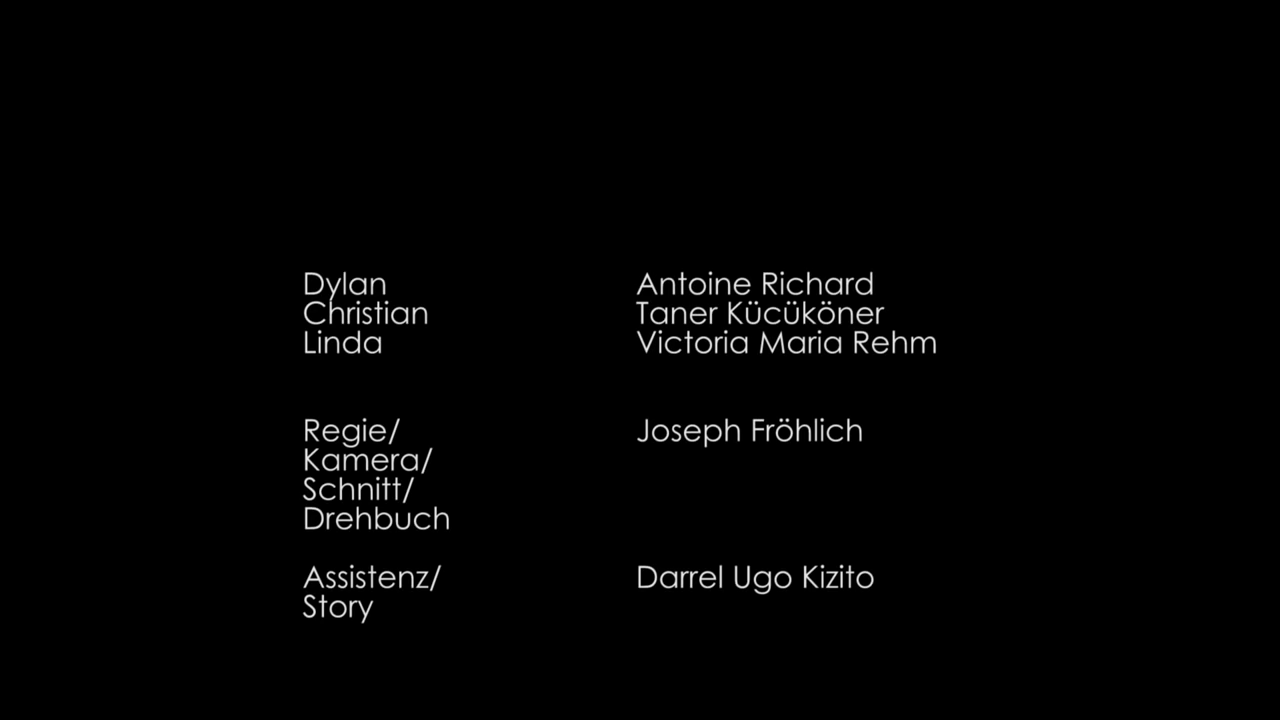 Dylan Antoine Richard
Christian Taner Kücüköner
Linda Victoria Maria Rehm
Regie/ Joseph Fröhlich
Kamera/
Schnitt/
Drehbuch
Assistenz/ Darrel Ugo Kizito
Story